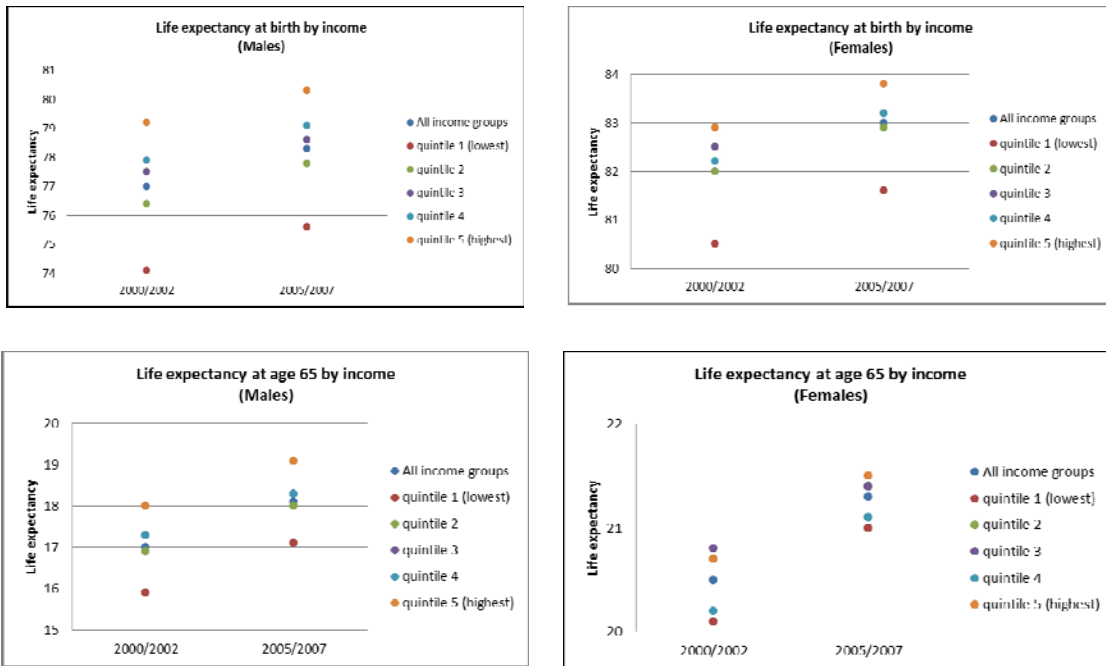 Life expectancy at birth by income
(Males)
Life expectancy
81
80
79
78
77
76
75
74
2000/2002
2005/2007
All income groups
quintile 1 (lowest)
quintile 2
quintile 3
quintile 4
quintile 5 (highest)
Life expectancy at birth by income
(Females)
Life expectancy
84
83
82
81
80
2000/2002
2005/2007
All income groups
quintile 1 (lowest)
quintile 2
quintile 3
quintile 4
quintile 5 (highest)
Life expectancy at age 65 by income
(Males)
Life expectancy
20
19
18
17
16
15
2000/2002
2005/2007
All income groups
quintile 1 (lowest)
quintile 2
quintile 3
quintile 4
quintile 5 (highest)
Life expectancy at age 65 by income
(Females)
Life expectancy
22
21
20
2000/2002
2005/2007
All income groups
quintile 1 (lowest)
quintile 2
quintile 3
quintile 4
quintile 5 (highest)